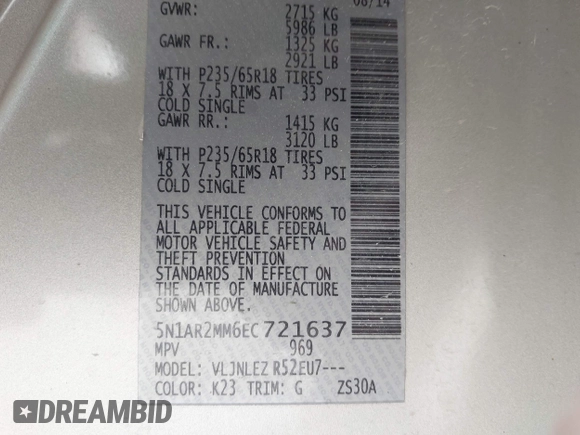 08/14
GVWR: 2715 KG
5986 LB
GAWR FR.: 1325 KG
2921 LB
WITH P235/65R18 TIRES
18 X 7.5 RIMS AT 33 PSI
COLD SINGLE
GAWR RR.: 1415 KG
3120 LB
WITH P235/65R18 TIRES
18 X 7.5 RIMS AT 33 PSI
COLD SINGLE
THIS VEHICLE CONFORMS TO
ALL APPLICABLE FEDERAL
MOTOR VEHICLE SAFETY AND
THEFT PREVENTION
STANDARDS IN EFFECT ON
THE DATE OF MANUFACTURE
SHOWN ABOVE.
5N1AR2MM6EC721637
MPV 969
MODEL: VLJNLEZ R52EU7---
COLOR: K23 TRIM: G ZS30A
DREAMBID